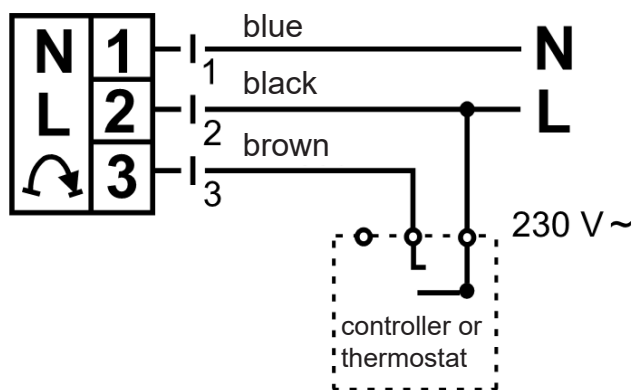 N 1 1 blue N
L 2 2 black L
3 3 brown
230 V ~
controller or
thermostat